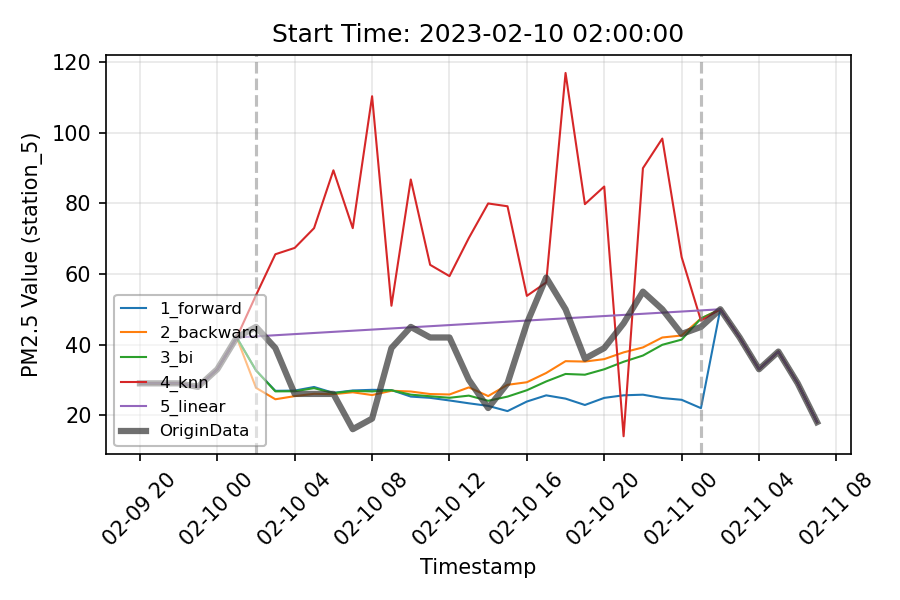 Start Time: 2023-02-10 02:00:00
PM2.5 Value (station_5)
120
100
80
60
40
20
1_forward
2_backward
3_bi
4_knn
5_linear
OriginData
02-09 20
02-10 00
02-10 04
02-10 08
02-10 12
02-10 16
02-10 20
02-11 00
02-11 04
02-11 08
Timestamp